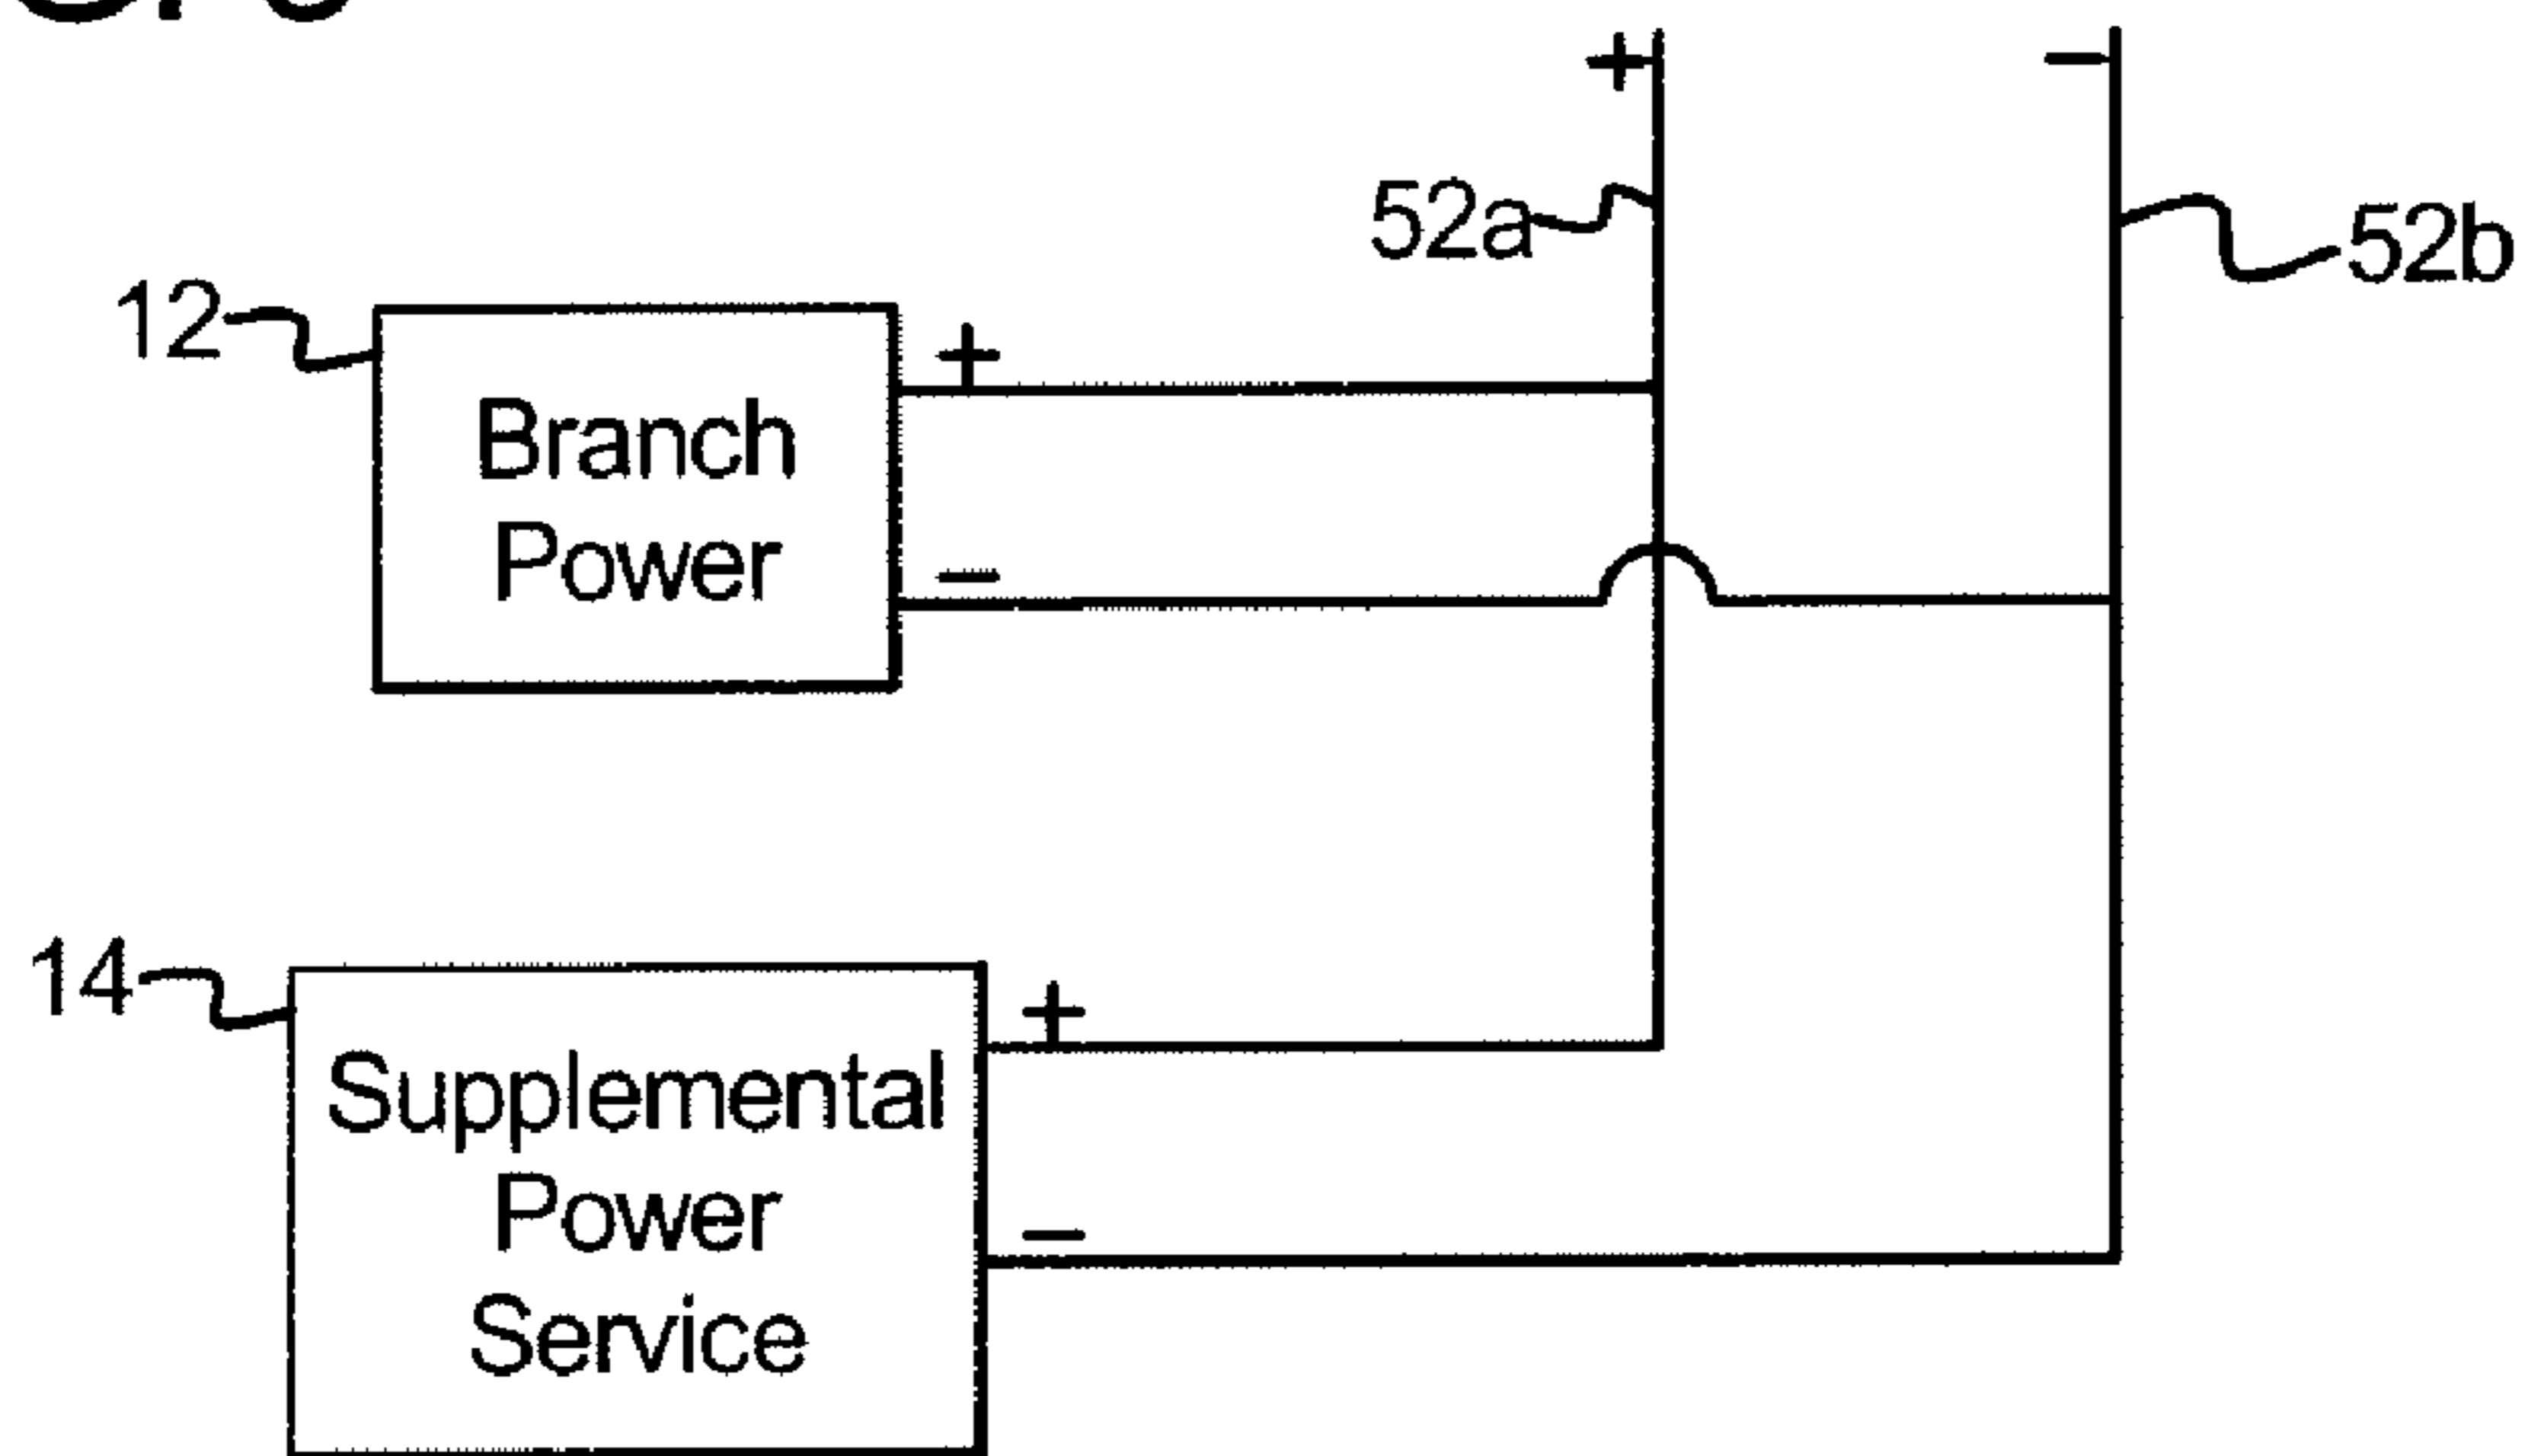 +
−
52a
52b
12
+
Branch
Power
−
14
+
Supplemental
Power
−
Service